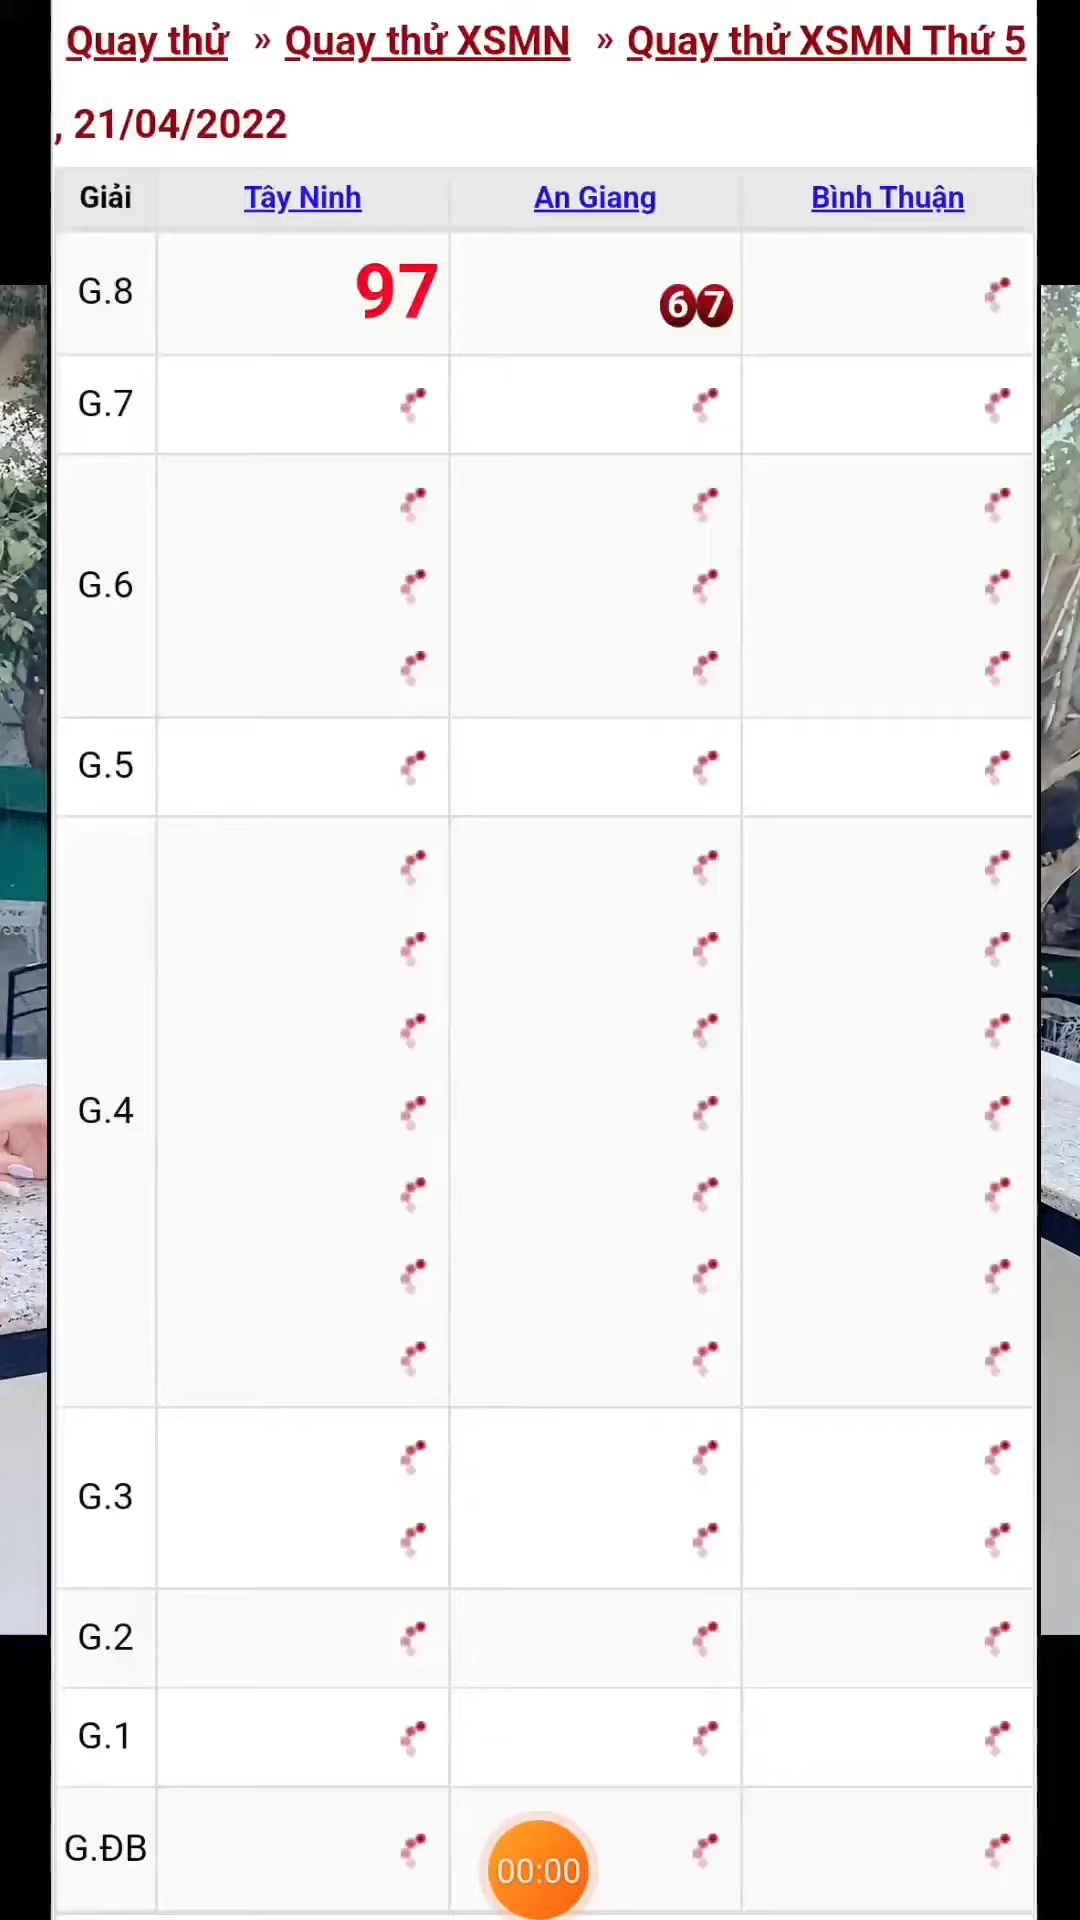 Quay thử » Quay thử XSMN » Quay thử XSMN Thứ 5
, 21/04/2022
Giải Tây Ninh An Giang Bình Thuận
G.8 97 67
G.7
G.6
G.5
G.4
G.3
G.2
G.1
G.ĐB
00:00